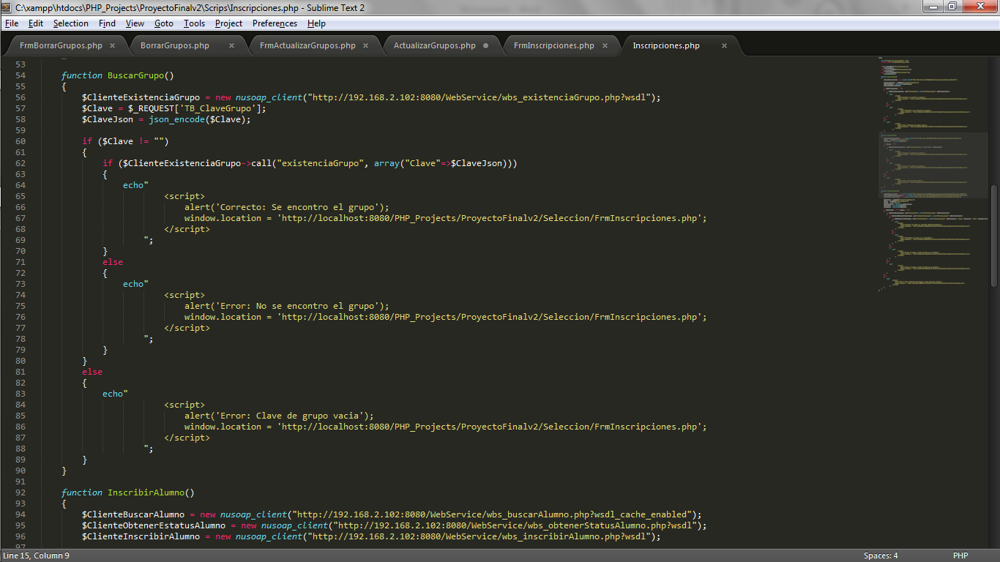 C:\xampp\htdocs\PHP_Projects\ProyectoFinalv2\Scrips\Inscripciones.php - Sublime Text 2
File Edit Selection Find View Goto Tools Project Preferences Help
FrmBorrarGrupos.php × BorrarGrupos.php × FrmActualizarGrupos.php × ActualizarGrupos.php FrmInscripciones.php × Inscripciones.php ×
53
54 function BuscarGrupo()
55 {
56 $ClienteExistenciaGrupo = new nusoap_client("http://192.168.2.102:8080/WebService/wbs_existenciaGrupo.php?wsdl");
57 $Clave = $_REQUEST['TB_ClaveGrupo'];
58 $ClaveJson = json_encode($Clave);
59
60 if ($Clave != "")
61 {
62 if ($ClienteExistenciaGrupo->call("existenciaGrupo", array("Clave"=>$ClaveJson)))
63 {
64 echo"
65 <script>
66 alert('Correcto: Se encontro el grupo');
67 window.location = 'http://localhost:8080/PHP_Projects/ProyectoFinalv2/Seleccion/FrmInscripciones.php';
68 </script>
69 ";
70 }
71 else
72 {
73 echo"
74 <script>
75 alert('Error: No se encontro el grupo');
76 window.location = 'http://localhost:8080/PHP_Projects/ProyectoFinalv2/Seleccion/FrmInscripciones.php';
77 </script>
78 ";
79 }
80 }
81 else
82 {
83 echo"
84 <script>
85 alert('Error: Clave de grupo vacia');
86 window.location = 'http://localhost:8080/PHP_Projects/ProyectoFinalv2/Seleccion/FrmInscripciones.php';
87 </script>
88 ";
89 }
90 }
91
92 function InscribirAlumno()
93 {
94 $ClienteBuscarAlumno = new nusoap_client("http://192.168.2.102:8080/WebService/wbs_buscarAlumno.php?wsdl_cache_enabled");
95 $ClienteObtenerEstatusAlumno = new nusoap_client("http://192.168.2.102:8080/WebService/wbs_obtenerStatusAlumno.php?wsdl");
96 $ClienteInscribirAlumno = new nusoap_client("http://192.168.2.102:8080/WebService/wbs_inscribirAlumno.php?wsdl");
97
Line 15, Column 9 Spaces: 4 PHP